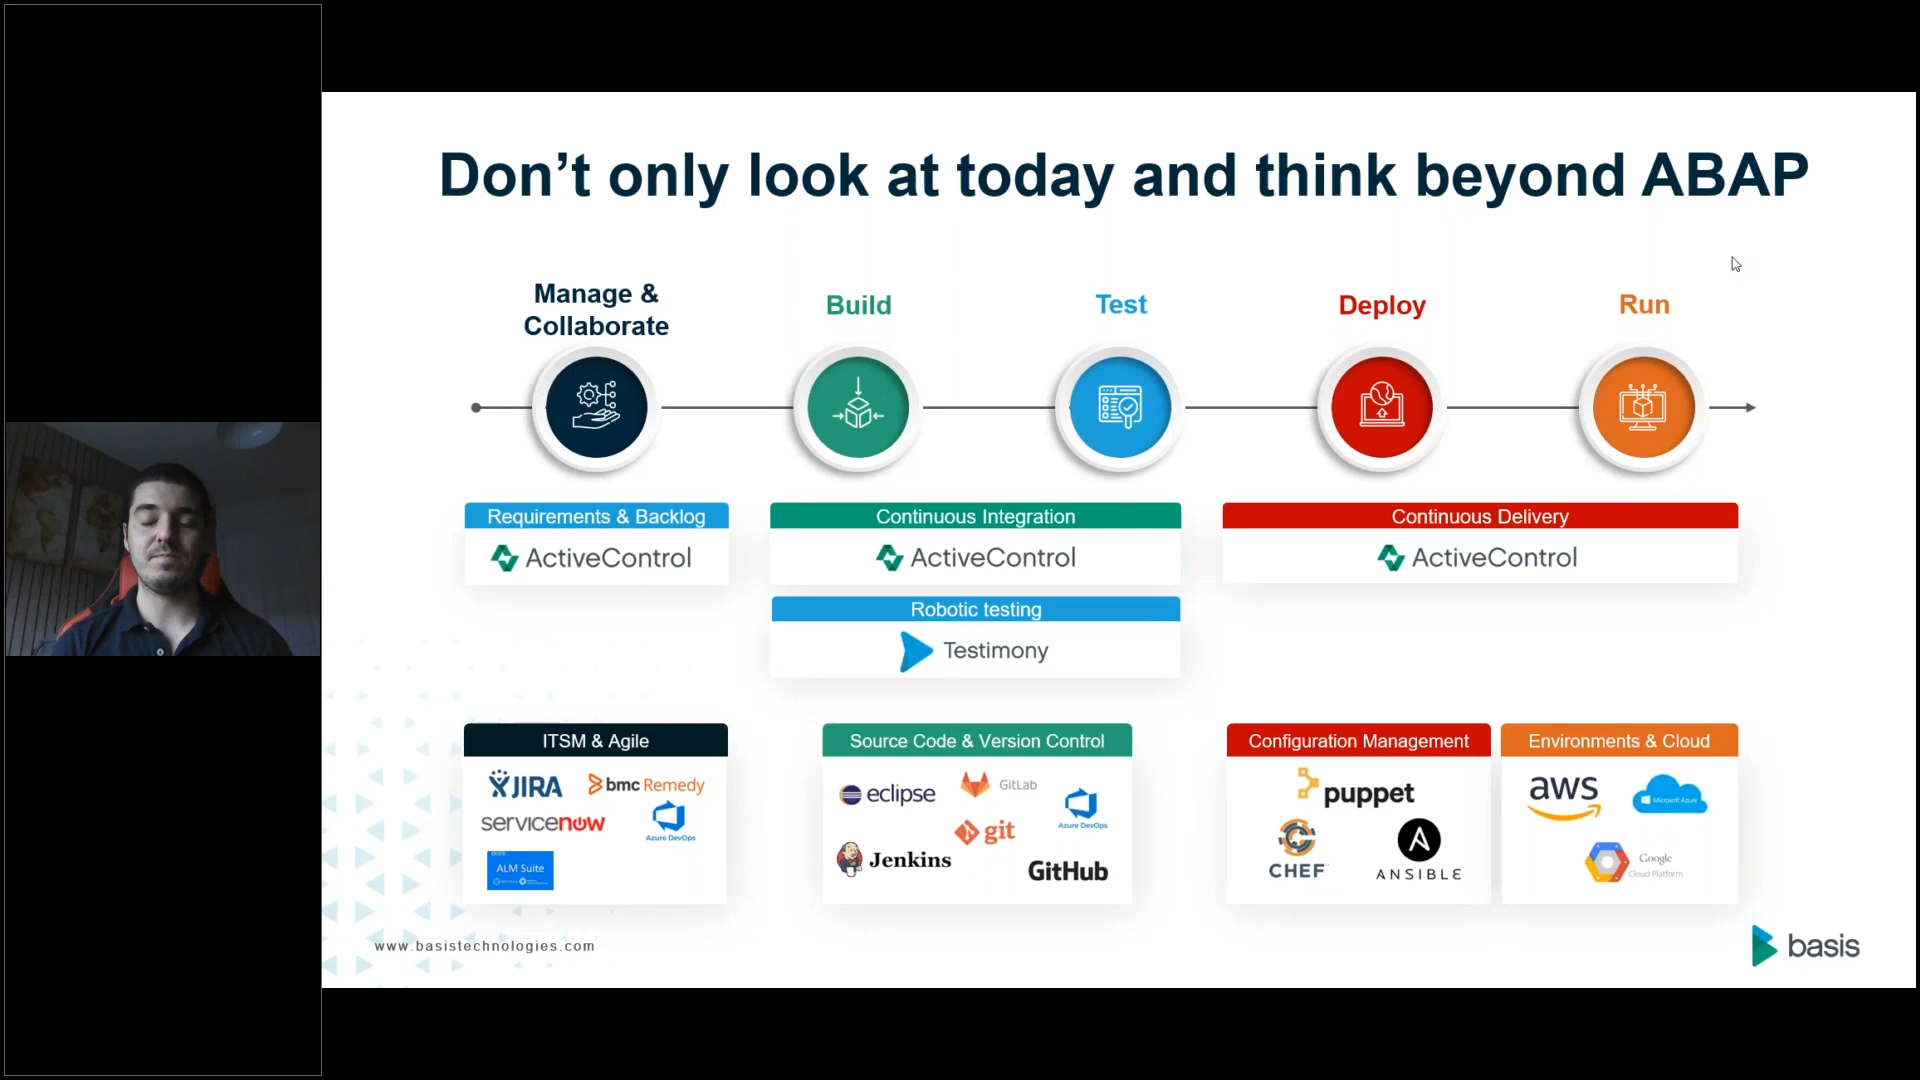 Don't only look at today and think beyond ABAP
Manage &
Collaborate
Build
Test
Deploy
Run
Requirements & Backlog
ActiveControl
Continuous Integration
ActiveControl
Continuous Delivery
ActiveControl
Robotic testing
Testimony
ITSM & Agile
JIRA
bmc Remedy
servicenow
Azure DevOps
ALM Suite
Source Code & Version Control
eclipse
GitLab
Azure DevOps
git
Jenkins
GitHub
Configuration Management
puppet
CHEF
ANSIBLE
Environments & Cloud
aws
Microsoft Azure
Google
Cloud Platform
www.basistechnologies.com
basis